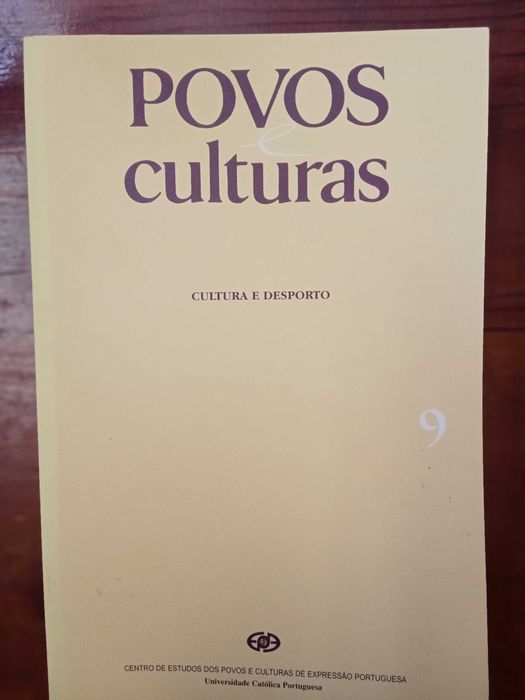 POVOS
e
culturas
CULTURA E DESPORTO
9
CENTRO DE ESTUDOS DOS POVOS E CULTURAS DE EXPRESSÃO PORTUGUESA
Universidade Católica Portuguesa